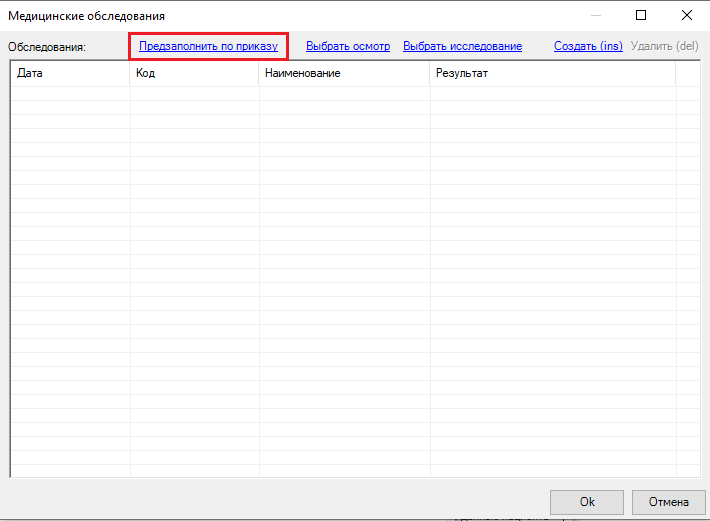 Медицинские обследования
Обследования: Предзаполнить по приказу Выбрать осмотр Выбрать исследование Создать (ins) Удалить (del)
Дата Код Наименование Результат
Ok Отмена